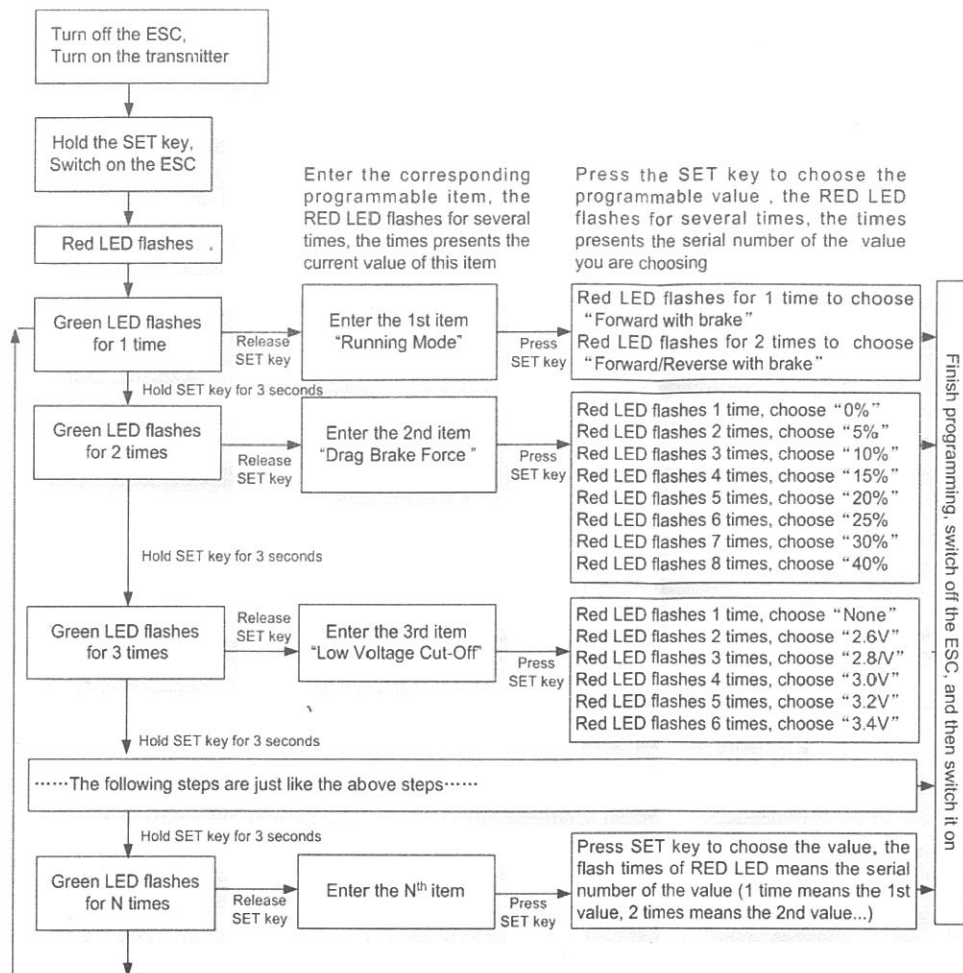 Turn off the ESC,
Turn on the transmitter
Hold the SET key,
Switch on the ESC
Red LED flashes
Enter the corresponding
programmable item, the
RED LED flashes for several
times, the times presents the
current value of this item
Press the SET key to choose the
programmable value , the RED LED
flashes for several times, the times
presents the serial number of the value
you are choosing
Green LED flashes
for 1 time
Release
SET key
Enter the 1st item
“Running Mode”
Press
SET key
Red LED flashes for 1 time to choose
“Forward with brake”
Red LED flashes for 2 times to choose
“Forward/Reverse with brake”
Hold SET key for 3 seconds
Green LED flashes
for 2 times
Release
SET key
Enter the 2nd item
“Drag Brake Force ”
Press
SET key
Red LED flashes 1 time, choose “0%”
Red LED flashes 2 times, choose “5%”
Red LED flashes 3 times, choose “10%”
Red LED flashes 4 times, choose “15%
Red LED flashes 5 times, choose “20%”
Red LED flashes 6 times, choose “25%
Red LED flashes 7 times, choose “30%”
Red LED flashes 8 times, choose “40%
Hold SET key for 3 seconds
Green LED flashes
for 3 times
Release
SET key
Enter the 3rd item
“Low Voltage Cut-Off”
Press
SET key
Red LED flashes 1 time, choose “None”
Red LED flashes 2 times, choose “2.6V”
Red LED flashes 3 times, choose “2.8/V”
Red LED flashes 4 times, choose “3.0V”
Red LED flashes 5 times, choose “3.2V”
Red LED flashes 6 times, choose “3.4V”
Hold SET key for 3 seconds
······The following steps are just like the above steps······
Hold SET key for 3 seconds
Green LED flashes
for N times
Release
SET key
Enter the Nth item
Press
SET key
Press SET key to choose the value, the
flash times of RED LED means the serial
number of the value (1 time means the 1st
value, 2 times means the 2nd value...)
Finish programming, switch off the ESC, and then switch it on